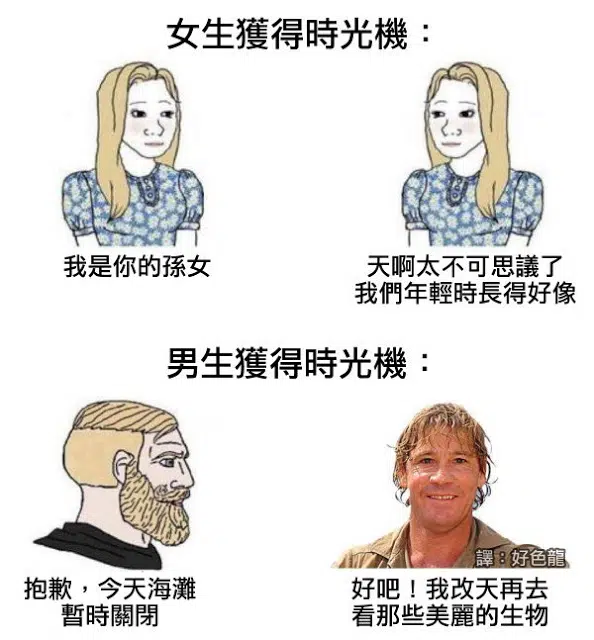 女生獲得時光機：
我是你的孫女
天啊太不可思議了
我們年輕時長得好像
男生獲得時光機：
譯：好色龍
抱歉，今天海灘
暫時關閉
好吧！我改天再去
看那些美麗的生物